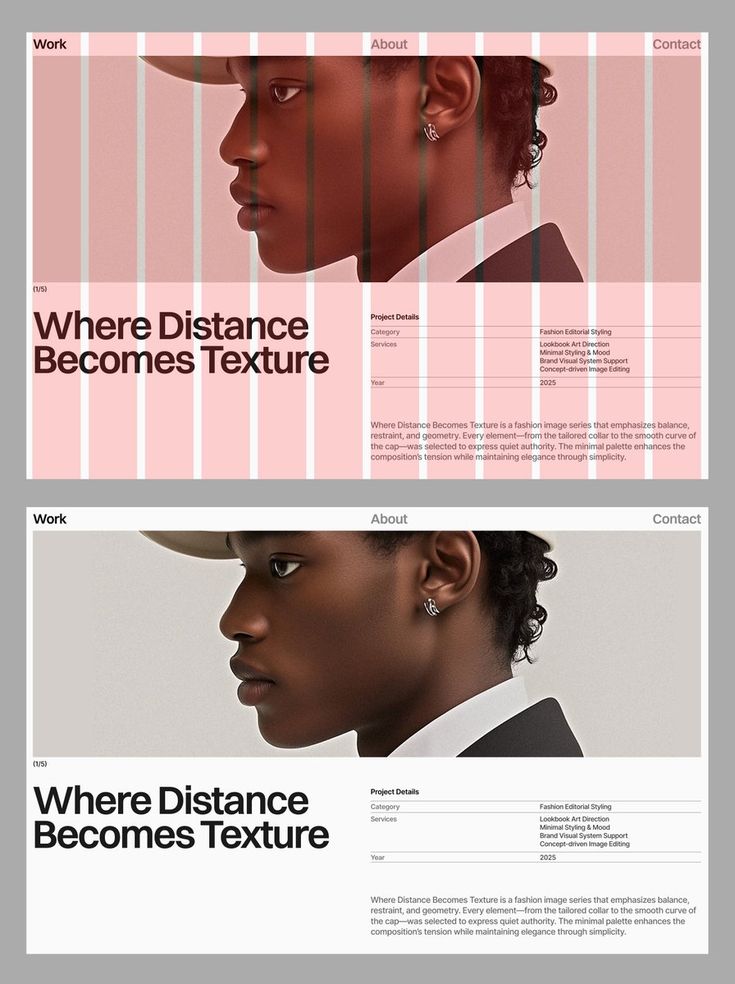 Work
About
Contact
(1/5)
Where Distance
Becomes Texture
Project Details
Category
Fashion Editorial Styling
Services
Lookbook Art Direction
Minimal Styling & Mood
Brand Visual System Support
Concept-driven Image Editing
Year
2025
Where Distance Becomes Texture is a fashion image series that emphasizes balance,
restraint, and geometry. Every element—from the tailored collar to the smooth curve of
the cap—was selected to express quiet authority. The minimal palette enhances the
composition's tension while maintaining elegance through simplicity.
Work
About
Contact
(1/5)
Where Distance
Becomes Texture
Project Details
Category
Fashion Editorial Styling
Services
Lookbook Art Direction
Minimal Styling & Mood
Brand Visual System Support
Concept-driven Image Editing
Year
2025
Where Distance Becomes Texture is a fashion image series that emphasizes balance,
restraint, and geometry. Every element—from the tailored collar to the smooth curve of
the cap—was selected to express quiet authority. The minimal palette enhances the
composition's tension while maintaining elegance through simplicity.